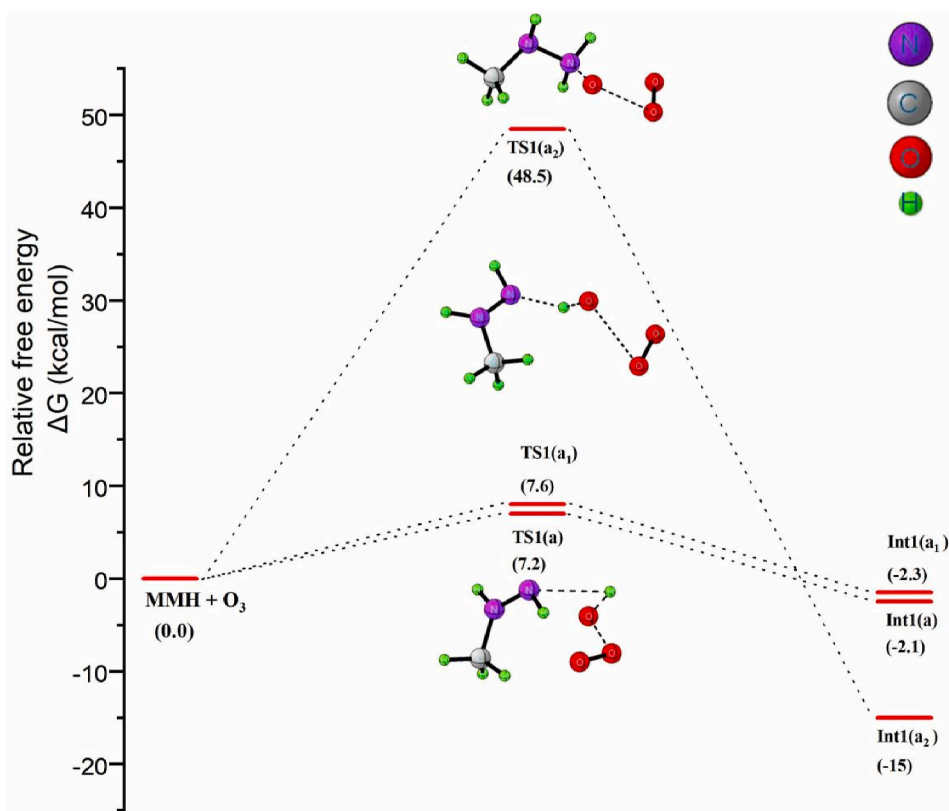 Relative free energy
ΔG (kcal/mol)
50
40
30
20
10
0
-10
-20
N
C
O
H
N
N
C
O
O
O
TS1(a₂)
(48.5)
N
N
C
O
O
O
TS1(a₁)
(7.6)
TS1(a)
(7.2)
N
N
C
O
O
O
MMH + O₃
(0.0)
Int1(a₁)
(-2.3)
Int1(a)
(-2.1)
Int1(a₂)
(-15)